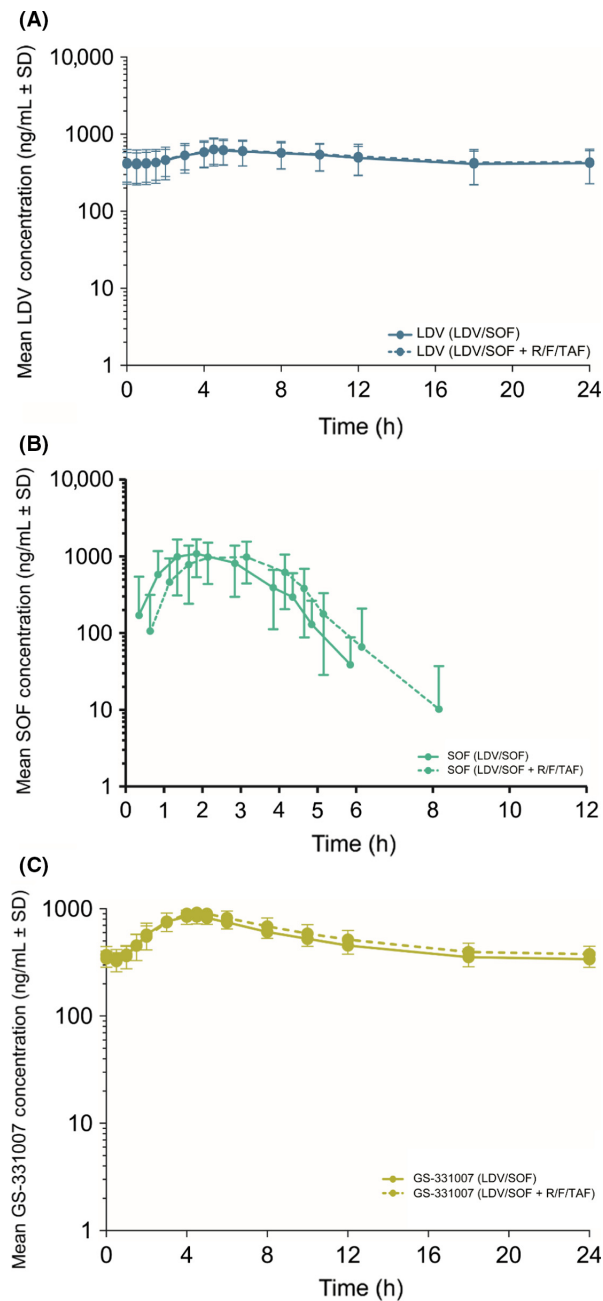 (A)
Mean LDV concentration (ng/mL ± SD)
10,000
1000
100
10
1
LDV (LDV/SOF)
LDV (LDV/SOF + R/F/TAF)
0 4 8 12 16 20 24
Time (h)
(B)
Mean SOF concentration (ng/mL ± SD)
10,000
1000
100
10
1
SOF (LDV/SOF)
SOF (LDV/SOF + R/F/TAF)
0 1 2 3 4 5 6 8 10 12
Time (h)
(C)
Mean GS-331007 concentration (ng/mL ± SD)
1000
100
10
1
GS-331007 (LDV/SOF)
GS-331007 (LDV/SOF + R/F/TAF)
0 4 8 12 16 20 24
Time (h)